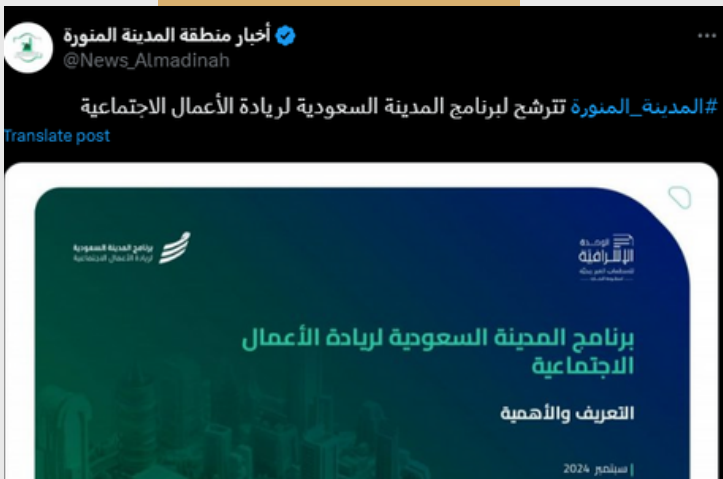 أخبار منطقة المدينة المنورة
@News_Almadinah
#المدينة_المنورة تترشح لبرنامج المدينة السعودية لريادة الأعمال الاجتماعية
Translate post
الوحدة
الإشرافية
برنامج المدينة السعودية
لريادة الأعمال الاجتماعية
برنامج المدينة السعودية لريادة الأعمال
الاجتماعية
التعريف والأهمية
| سبتمبر 2024